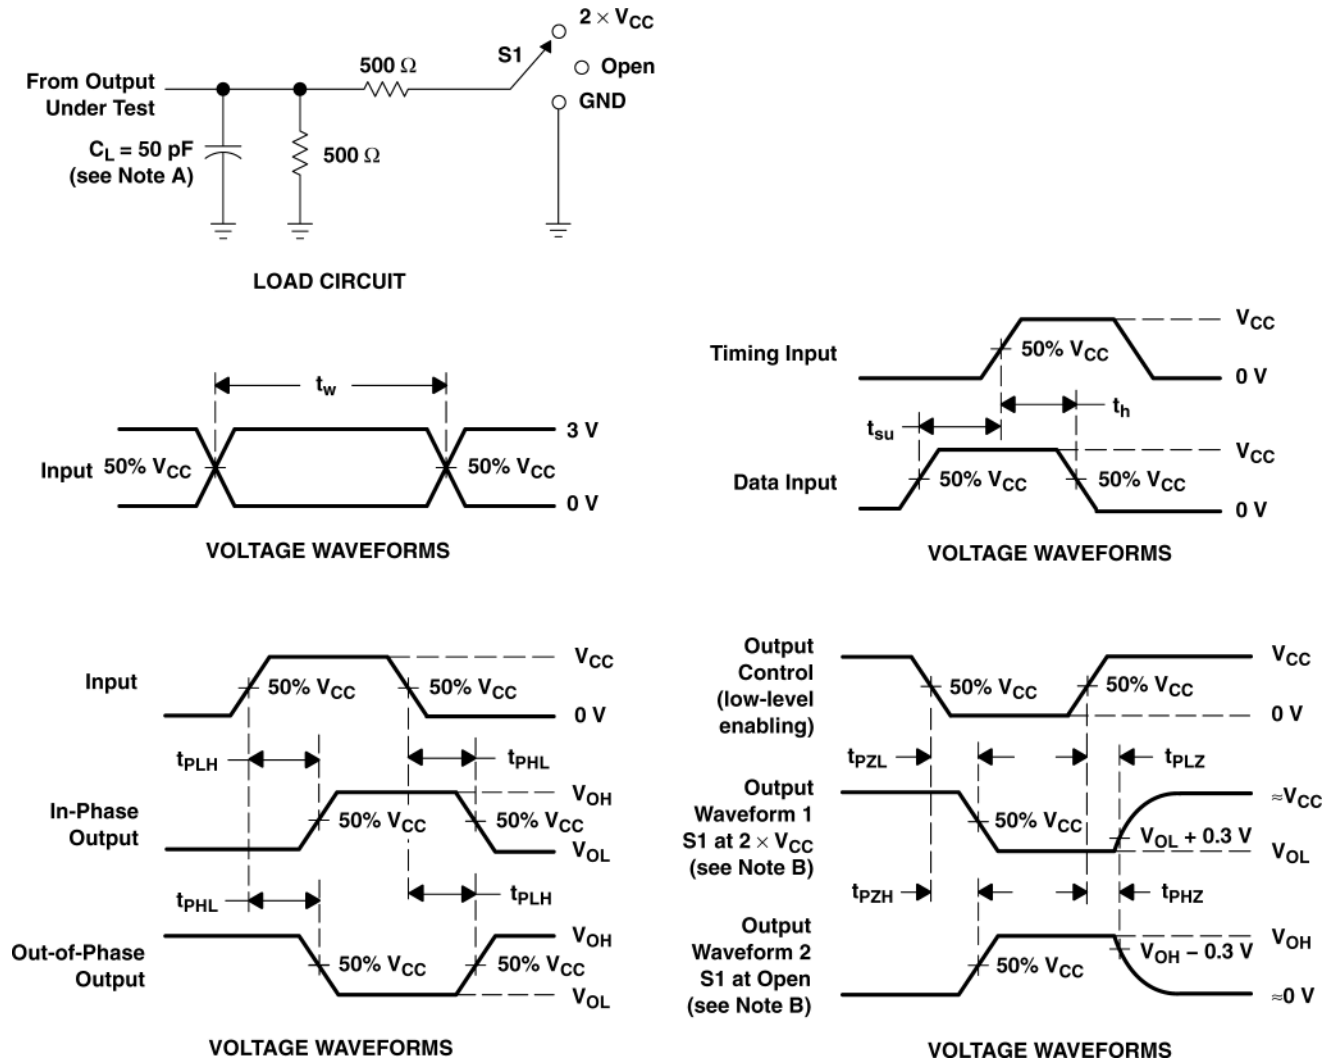 2 × VCC
S1
Open
GND
500 Ω
From Output
Under Test
CL = 50 pF
(see Note A)
500 Ω
LOAD CIRCUIT
tw
Input
50% VCC
50% VCC
3 V
0 V
VOLTAGE WAVEFORMS
Timing Input
50% VCC
VCC
0 V
th
tsu
Data Input
50% VCC
50% VCC
VCC
0 V
VOLTAGE WAVEFORMS
Input
50% VCC
50% VCC
VCC
0 V
tPLH
tPHL
In-Phase
Output
50% VCC
50% VCC
VOH
VOL
tPHL
tPLH
Out-of-Phase
Output
50% VCC
50% VCC
VOH
VOL
VOLTAGE WAVEFORMS
Output
Control
(low-level
enabling)
50% VCC
50% VCC
VCC
0 V
tPZL
tPLZ
Output
Waveform 1
S1 at 2 × VCC
(see Note B)
50% VCC
VOL + 0.3 V
≈VCC
VOL
tPZH
tPHZ
Output
Waveform 2
S1 at Open
(see Note B)
50% VCC
VOH − 0.3 V
VOH
≈0 V
VOLTAGE WAVEFORMS